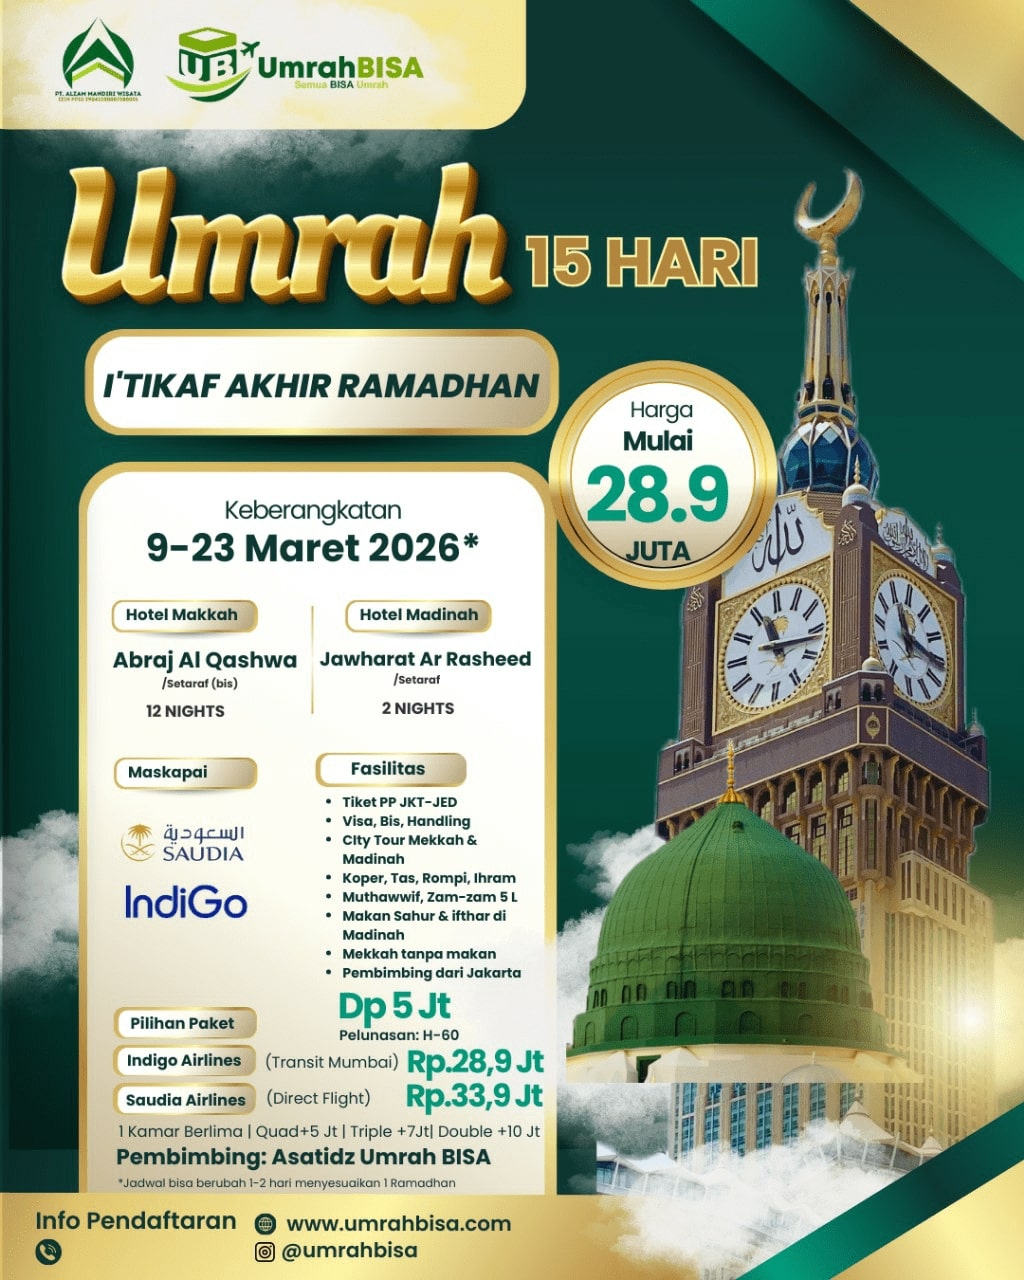 PT. ALZAM MANDIRI WISATA
UmrahBISA
Semua BISA Umrah
UB
Umrah 15 HARI
I'TIKAF AKHIR RAMADHAN
Harga
Mulai
28.9
JUTA
Keberangkatan
9-23 Maret 2026*
Hotel Makkah
Abraj Al Qashwa
/Setaraf (bis)
12 NIGHTS
Hotel Madinah
Jawharat Ar Rasheed
/Setaraf
2 NIGHTS
Maskapai
السعودية
SAUDIA
IndiGo
Fasilitas
• Tiket PP JKT-JED
• Visa, Bis, Handling
• CIty Tour Mekkah &
Madinah
• Koper, Tas, Rompi, Ihram
• Muthawwif, Zam-zam 5 L
• Makan Sahur & ifthar di
Madinah
• Mekkah tanpa makan
• Pembimbing dari Jakarta
Dp 5 Jt
Pelunasan: H-60
Pilihan Paket
Indigo Airlines (Transit Mumbai) Rp.28,9 Jt
Saudia Airlines (Direct Flight) Rp.33,9 Jt
1 Kamar Berlima | Quad+5 Jt | Triple +7Jt| Double +10 Jt
Pembimbing: Asatidz Umrah BISA
*Jadwal bisa berubah 1-2 hari menyesuaikan 1 Ramadhan
Info Pendaftaran
www.umrahbisa.com
@umrahbisa
الله